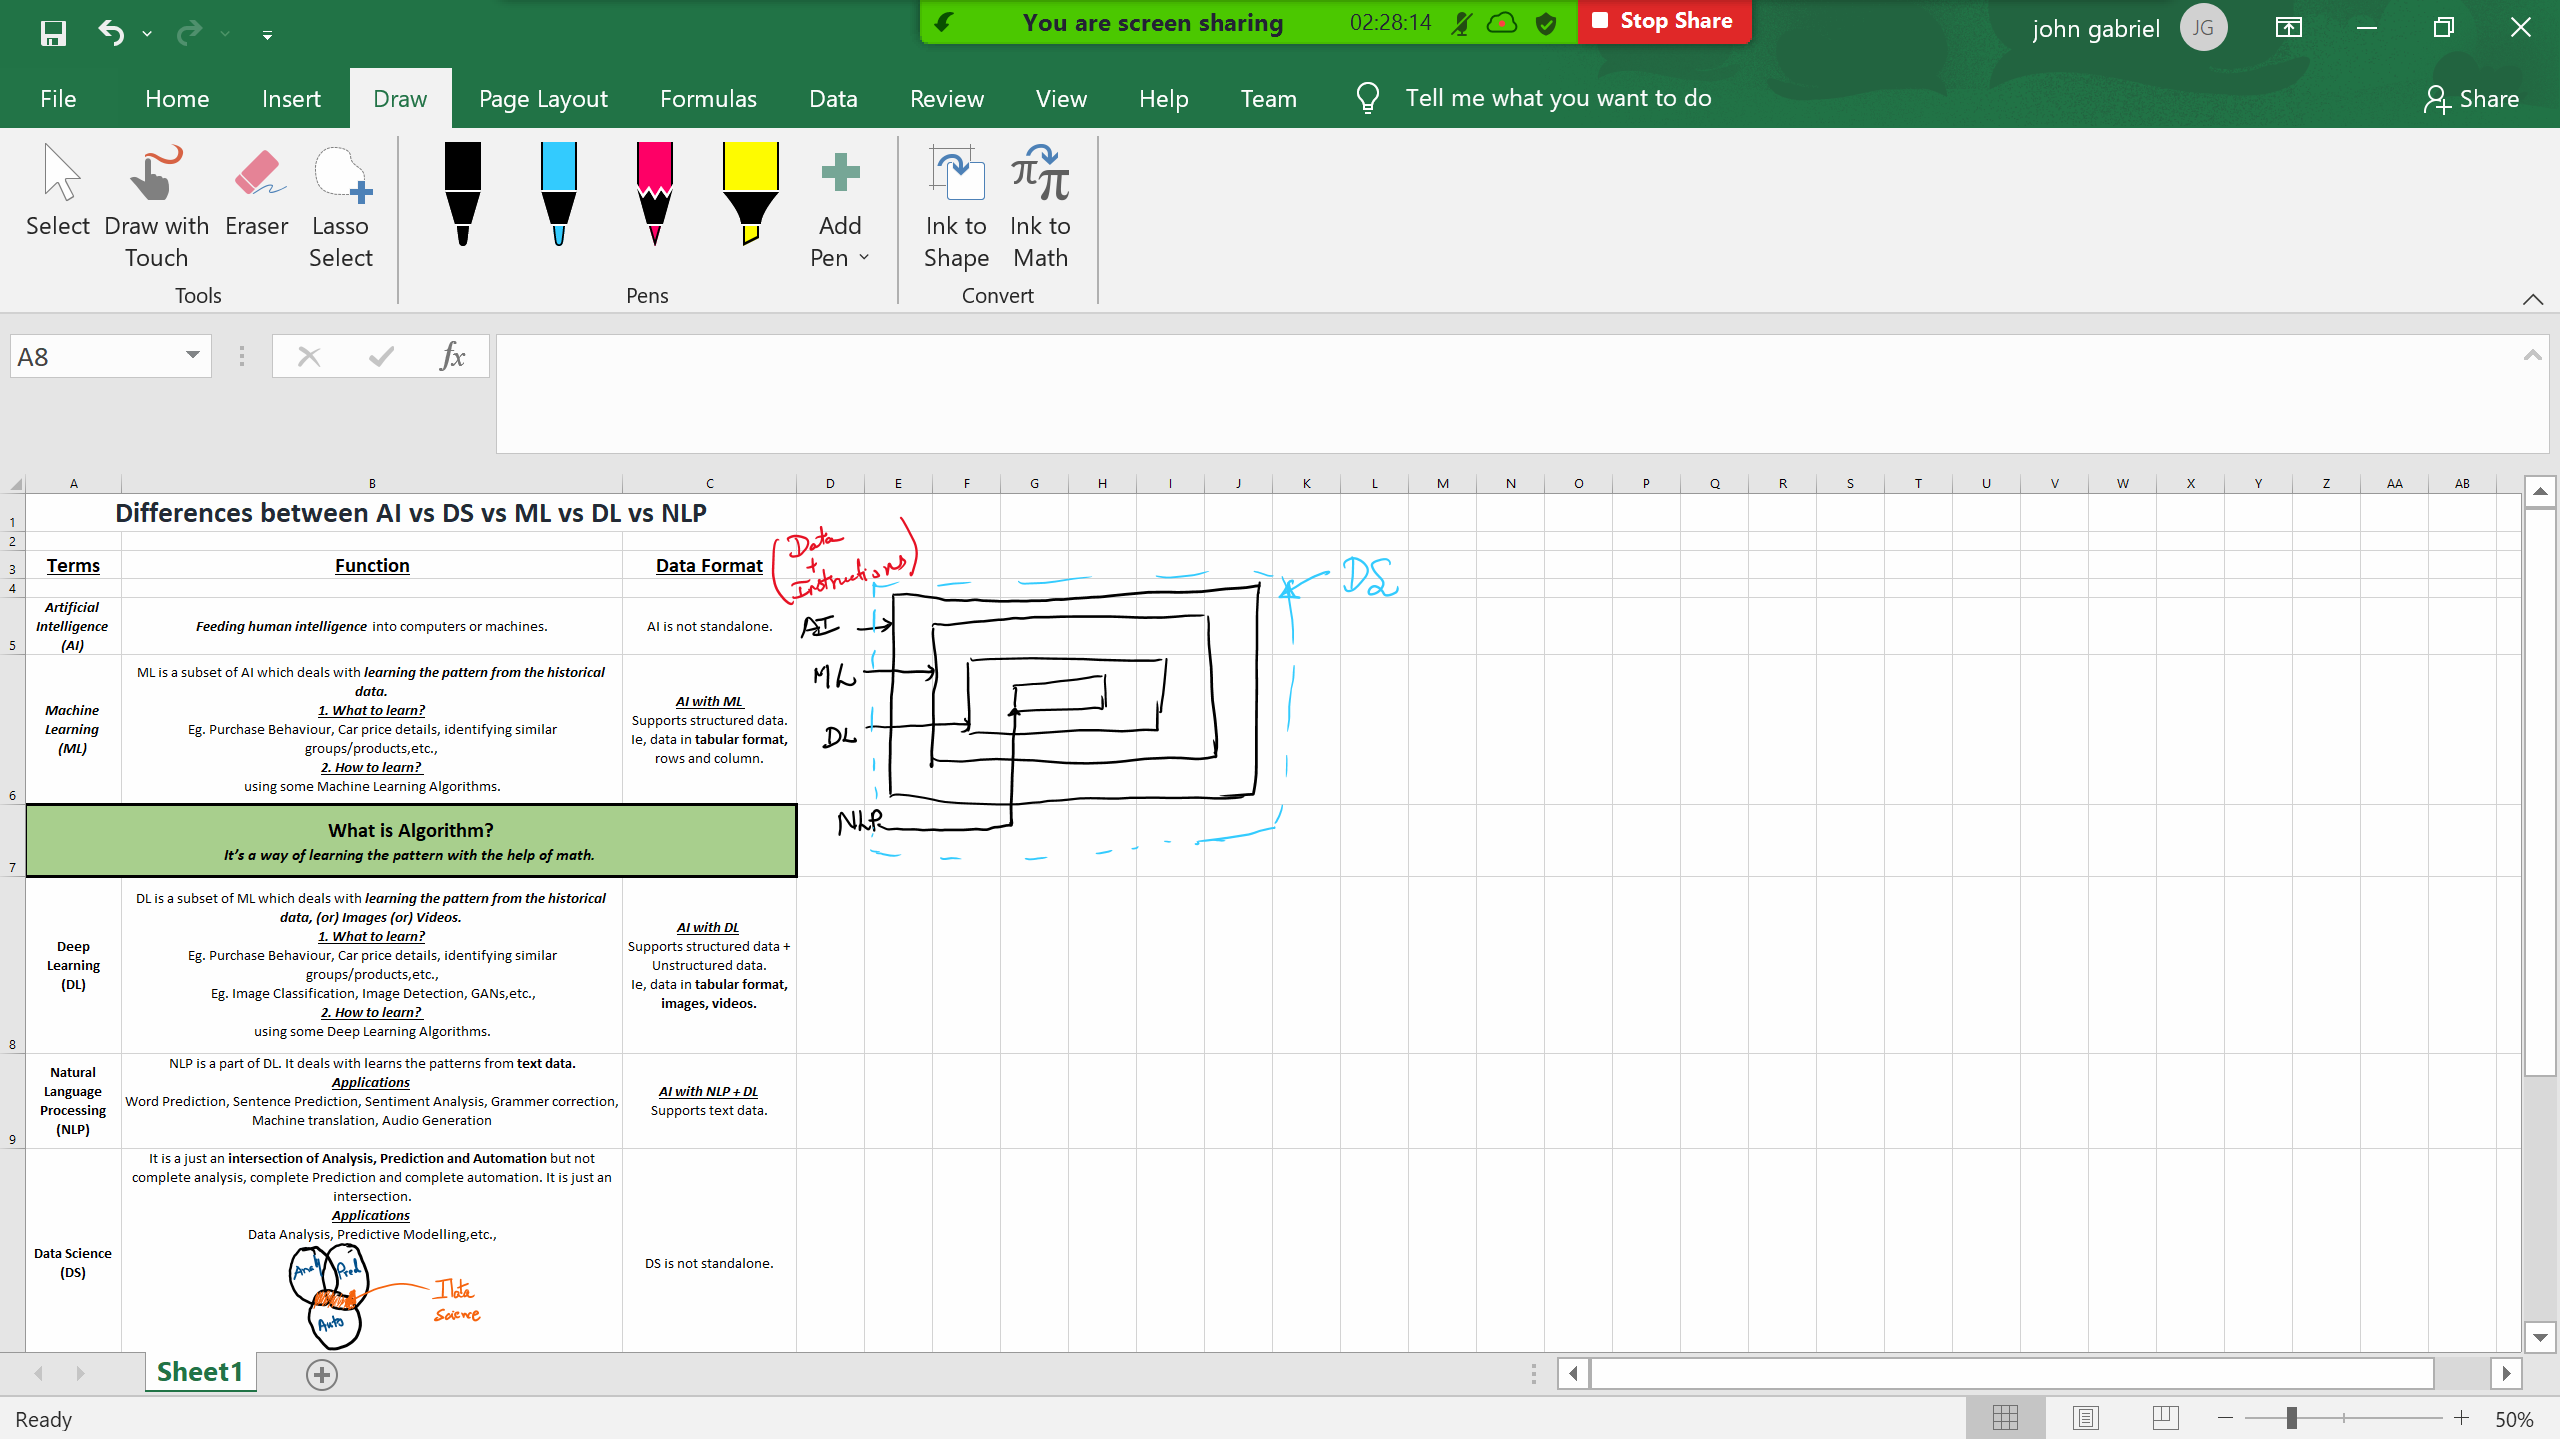 You are screen sharing 02:28:14 Stop Share
john gabriel JG
File Home Insert Draw Page Layout Formulas Data Review View Help Team Tell me what you want to do Share
Select Draw with Touch Eraser Lasso Select
Add Pen
Ink to Shape Ink to Math
Tools Pens Convert
A8 fx
A B C D E F G H I J K L M N O P Q R S T U V W X Y Z AA AB
1 Differences between AI vs DS vs ML vs DL vs NLP
2
3 Terms Function Data Format
4
Artificial
Intelligence
(AI)
5
Feeding human intelligence into computers or machines.
AI is not standalone.
Machine
Learning
(ML)
6
ML is a subset of AI which deals with learning the pattern from the historical
data.
1. What to learn?
Eg. Purchase Behaviour, Car price details, identifying similar
groups/products,etc.,
2. How to learn?
using some Machine Learning Algorithms.
AI with ML
Supports structured data.
Ie, data in tabular format,
rows and column.
What is Algorithm?
It's a way of learning the pattern with the help of math.
7
Deep
Learning
(DL)
8
DL is a subset of ML which deals with learning the pattern from the historical
data, (or) Images (or) Videos.
1. What to learn?
Eg. Purchase Behaviour, Car price details, identifying similar
groups/products,etc.,
Eg. Image Classification, Image Detection, GANs,etc.,
2. How to learn?
using some Deep Learning Algorithms.
AI with DL
Supports structured data +
Unstructured data.
Ie, data in tabular format,
images, videos.
Natural
Language
Processing
(NLP)
9
NLP is a part of DL. It deals with learns the patterns from text data.
Applications
Word Prediction, Sentence Prediction, Sentiment Analysis, Grammer correction,
Machine translation, Audio Generation
AI with NLP + DL
Supports text data.
Data Science
(DS)
It is a just an intersection of Analysis, Prediction and Automation but not
complete analysis, complete Prediction and complete automation. It is just an
intersection.
Applications
Data Analysis, Predictive Modelling,etc.,
Pred
Auto
Data
Science
DS is not standalone.
(Data
+
Instructions)
AI
ML
DL
NLP
DS
Sheet1
Ready
50%